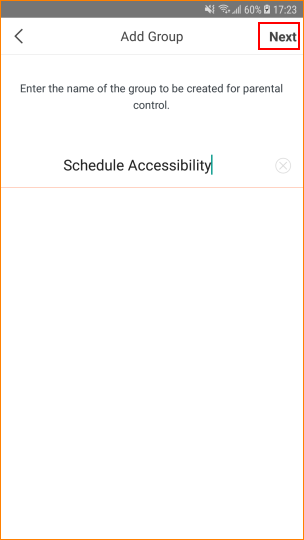 60% 17:23
Add Group
Next
Enter the name of the group to be created for parental
control.
Schedule Accessibility